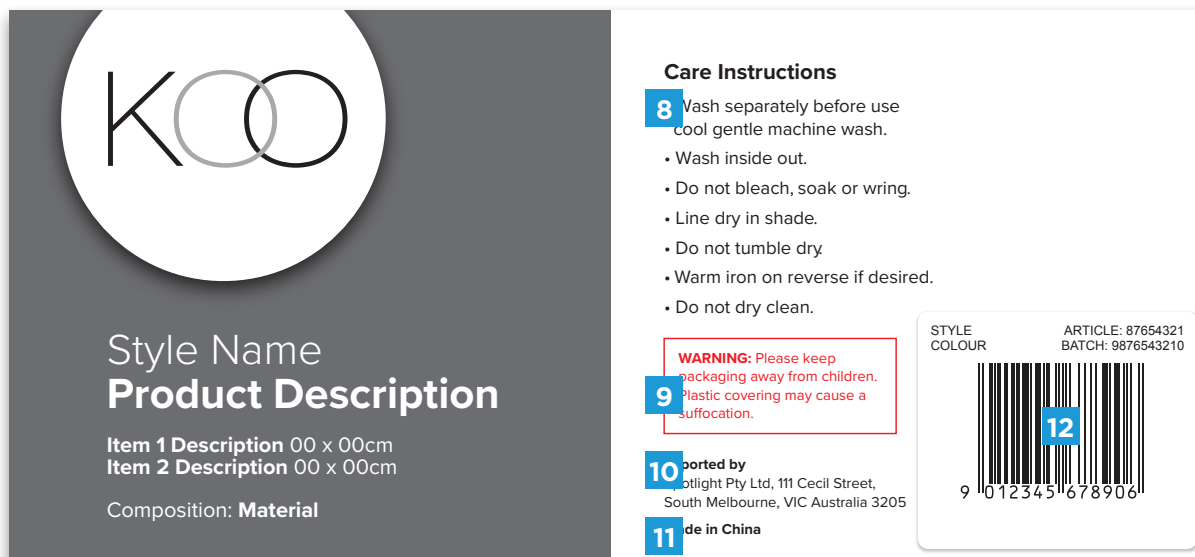 KOO
Style Name
Product Description
Item 1 Description 00 x 00cm
Item 2 Description 00 x 00cm
Composition: Material
Care Instructions
8
Wash separately before use
cool gentle machine wash.
• Wash inside out.
• Do not bleach, soak or wring.
• Line dry in shade.
• Do not tumble dry.
• Warm iron on reverse if desired.
• Do not dry clean.
WARNING: Please keep
packaging away from children.
9
Plastic covering may cause a
suffocation.
10
ported by
otlight Pty Ltd, 111 Cecil Street,
South Melbourne, VIC Australia 3205
11
de in China
STYLE ARTICLE: 87654321
COLOUR BATCH: 9876543210
12
9 012345 678906